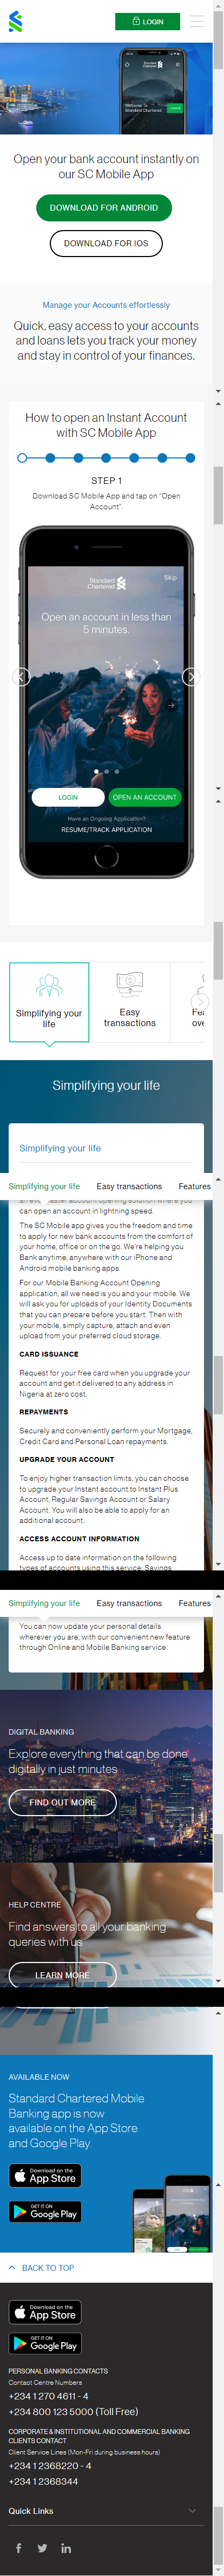 LOGIN
Standard
Chartered
Welcome
Open your bank account instantly on
our SC Mobile App
DOWNLOAD FOR ANDROID
DOWNLOAD FOR IOS
Manage your Accounts effortlessly
Quick, easy access to your accounts
and loans lets you track your money
and stay in control of your finances.
How to open an Instant Account
with SC Mobile App
STEP 1
Download SC Mobile App and tap on "Open
Account".
Standard
Chartered
Skip
Open an account in less than
5 minutes.
LOGIN
OPEN AN ACCOUNT
Have an Ongoing Application?
RESUME/TRACK APPLICATION
Simplifying your
life
Easy
transactions
Simplifying your life
Simplifying your life
Simplifying your life
Easy transactions
Features
can open an account in lightning speed.
The SC Mobile app gives you the freedom and time
to apply for new bank accounts from the comfort of
your home, office or on the go. We're helping you
Bank anytime, anywhere with our iPhone and
Android mobile banking apps.
For our Mobile Banking Account Opening
application, all we need is you and your mobile. We
will ask you for uploads of your Identity Documents
that you can prepare before you start. Then with
your mobile, simply capture, attach and even
upload from your preferred cloud storage.
CARD ISSUANCE
Request for your free card when you upgrade your
account and get it delivered to any address in
Nigeria at zero cost.
REPAYMENTS
Securely and conveniently perform your Mortgage,
Credit Card and Personal Loan repayments.
UPGRADE YOUR ACCOUNT
To enjoy higher transaction limits, you can choose
to upgrade your Instant account to Instant Plus
Account, Regular Savings Account or Salary
Account. You will also be able to apply for an
additional account.
ACCESS ACCOUNT INFORMATION
Access up to date information on the following
types of accounts using this service: Savings
Simplifying your life
Easy transactions
Features
You can now update your personal details
wherever you are, with our convenient new feature
through Online and Mobile Banking service.
DIGITAL BANKING
Explore everything that can be done
digitally in just minutes
FIND OUT MORE
HELP CENTRE
Find answers to all your banking
queries with us
LEARN MORE
AVAILABLE NOW
Standard Chartered Mobile
Banking app is now
available on the App Store
and Google Play.
Download on the
App Store
GET IT ON
Google Play
BACK TO TOP
Download on the
App Store
GET IT ON
Google Play
PERSONAL BANKING CONTACTS
Contact Centre Numbers
+234 1 270 4611 - 4
+234 800 123 5000 (Toll Free)
CORPORATE & INSTITUTIONAL AND COMMERCIAL BANKING
CLIENTS CONTACT
Client Service Lines (Mon-Fri during business hours)
+234 1 2368220 - 4
+234 1 2368344
Quick Links